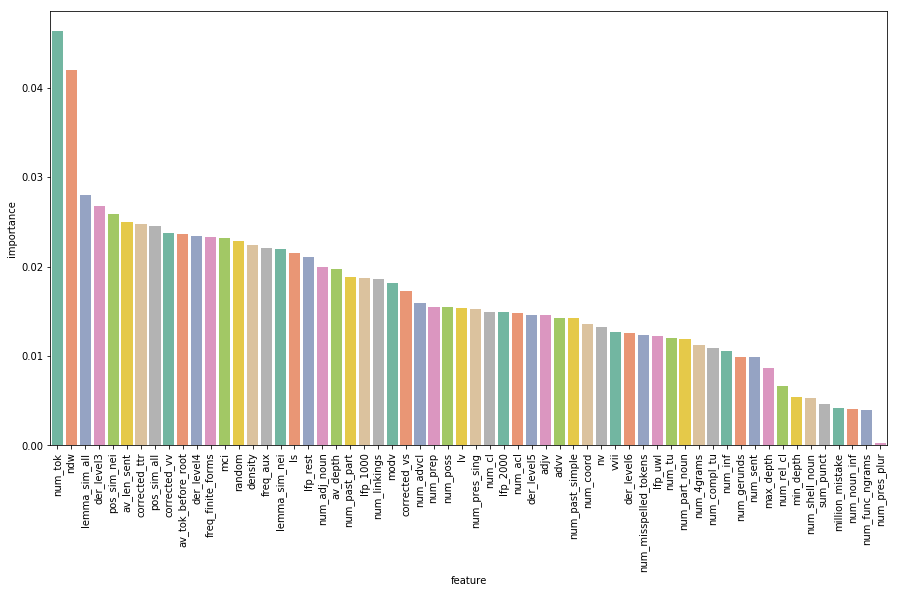 importance
0.04
0.03
0.02
0.01
0.00
num_tok
ndw
lemma_sim_all
der_level3
pos_sim_nei
av_len_sent
corrected_ttr
pos_sim_all
corrected_vv
av_tok_before_root
der_level4
freq_finite_forms
mci
random
density
freq_aux
lemma_sim_nei
ls
lfp_rest
num_adj_noun
av_depth
num_past_part
lfp_1000
num_linkings
modv
corrected_vs
num_advcl
num_prep
num_poss
lv
num_pres_sing
num_cl
lfp_2000
num_acl
der_level5
adjv
advv
num_past_simple
num_coord
nv
vvii
der_level6
num_misspelled_tokens
lfp_uwl
num_tu
num_part_noun
num_4grams
num_compl_tu
num_inf
num_gerunds
num_sent
max_depth
num_rel_cl
min_depth
num_shell_noun
sum_punct
million_mistake
num_noun_inf
num_func_ngrams
num_pres_plur
feature